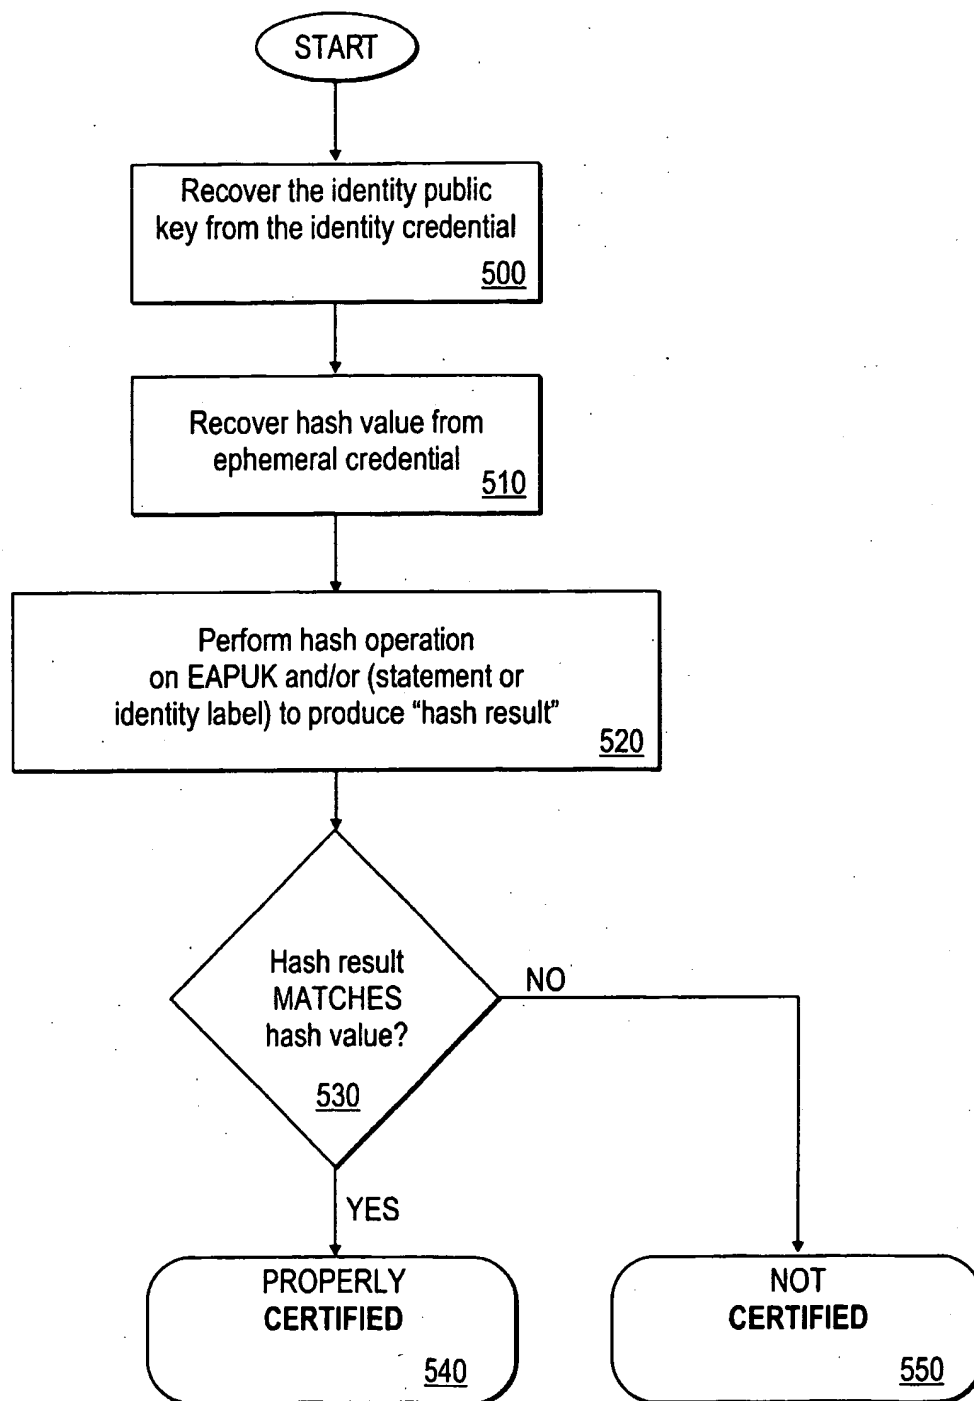 START
Recover the identity public
key from the identity credential
500
Recover hash value from
ephemeral credential
510
Perform hash operation
on EAPUK and/or (statement or
identity label) to produce “hash result”
520
Hash result
MATCHES
hash value?
530
NO
YES
PROPERLY
CERTIFIED
540
NOT
CERTIFIED
550